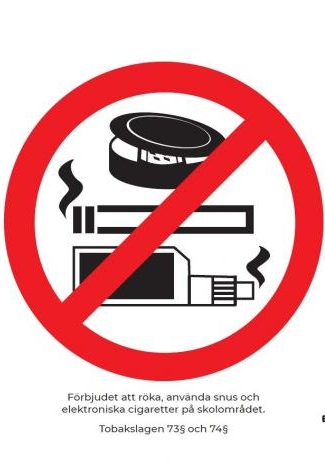 Förbjudet att röka, använda snus och
elektroniska cigaretter på skolområdet.
Tobakslagen 73§ och 74§